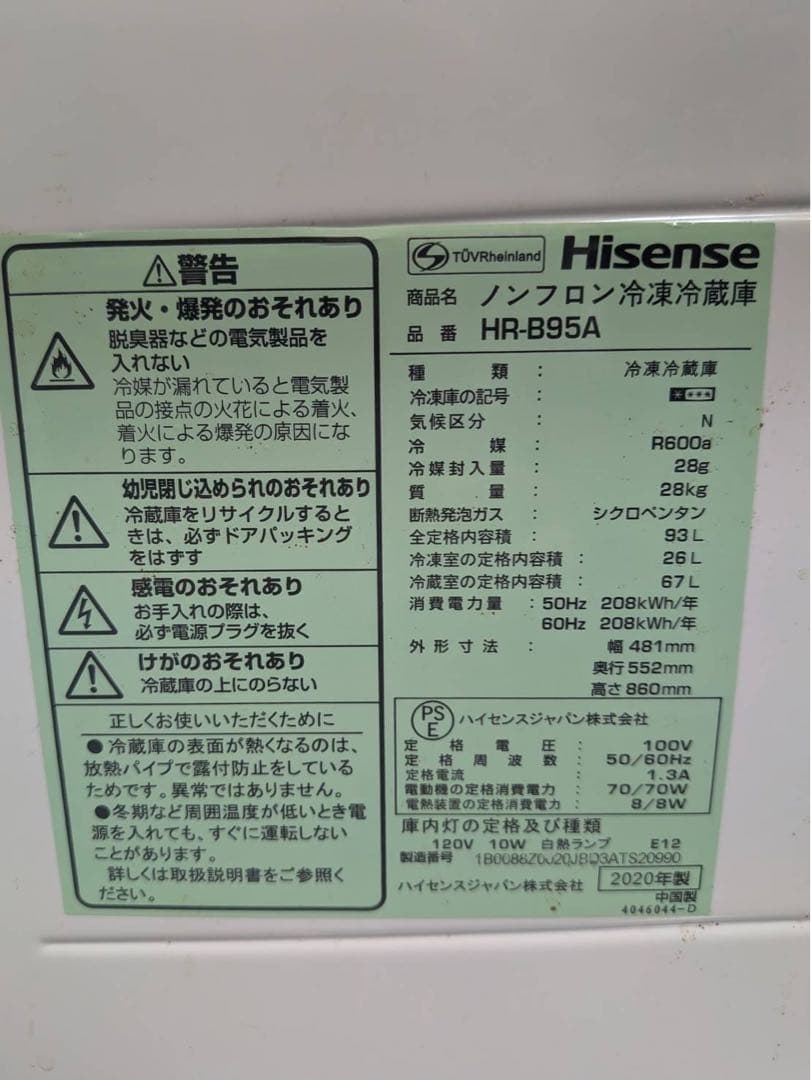 警告
発火・爆発のおそれあり
脱臭器などの電気製品を
入れない
冷媒が漏れていると電気製
品の接点の火花による着火、
着火による爆発の原因にな
ります。
幼児閉じ込められのおそれあり
冷蔵庫をリサイクルすると
きは、必ずドアパッキング
をはずす
感電のおそれあり
お手入れの際は、
必ず電源プラグを抜く
けがのおそれあり
冷蔵庫の上にのらない
正しくお使いいただくために
●冷蔵庫の表面が熱くなるのは、
放熱パイプで露付防止をしている
ためです。異常ではありません。
●冬期など周囲温度が低いとき電
源を入れても、すぐに運転しない
ことがあります。
詳しくは取扱説明書をご参照く
ださい。
TÜVRheinland Hisense
商品名 ノンフロン冷凍冷蔵庫
品番 HR-B95A
種類 : 冷凍冷蔵庫
冷凍庫の記号 : ****
気候区分 : N
冷媒 : R600a
冷媒封入量 : 28g
質量 : 28kg
断熱発泡ガス : シクロペンタン
全定格内容積 : 93L
冷凍室の定格内容積 : 26L
冷蔵室の定格内容積 : 67L
消費電力量 : 50Hz 208kWh/年
60Hz 208kWh/年
外形寸法 : 幅 481mm
奥行 552mm
高さ 860mm
PSE ハイセンスジャパン株式会社
定格電圧 : 100V
定格周波数 : 50/60Hz
定格電流 : 1.3A
電動機の定格消費電力 : 70/70W
電熱装置の定格消費電力 : 8/8W
庫内灯の定格及び種類
120V 10W 白熱ランプ E12
製造番号
ハイセンスジャパン株式会社 2020年製
中国製
4046044-D